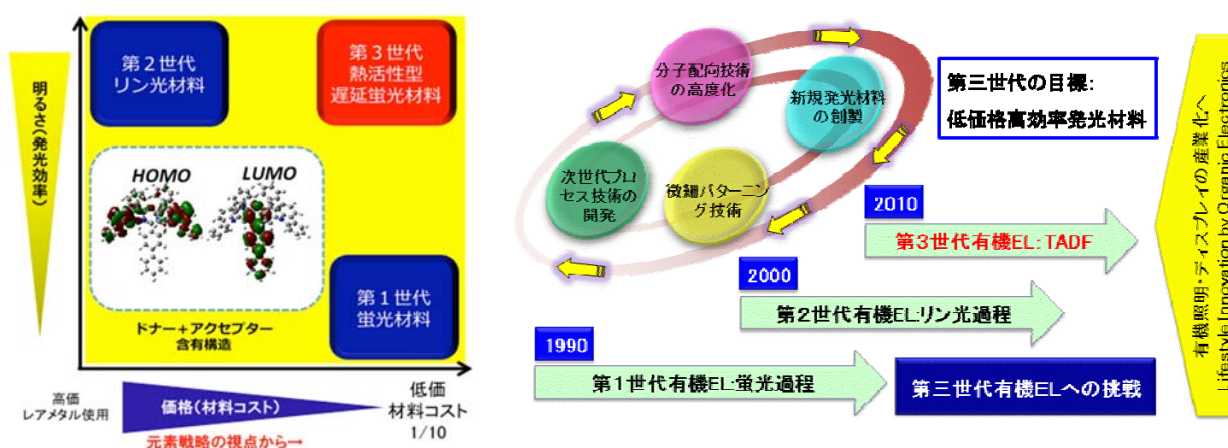 明るさ(発光効率)
第2世代
リン光材料
第3世代
熱活性型
遅延蛍光材料
HOMO
LUMO
ドナー+アクセプター
含有構造
第1世代
蛍光材料
高価
レアメタル使用
価格(材料コスト)
低価
材料コスト
1/10
元素戦略の視点から→
分子配向技術
の高度化
新規発光材料
の創製
次世代プロ
セス技術の
開発
微細パターニン
グ技術
第三世代の目標:
低価格高効率発光材料
2010
第3世代有機EL:TADF
2000
第2世代有機EL:リン光過程
1990
第1世代有機EL:蛍光過程
第三世代有機ELへの挑戦
有機照明・ディスプレイの産業化へ
Lifestyle Innovation by Organic Electronics